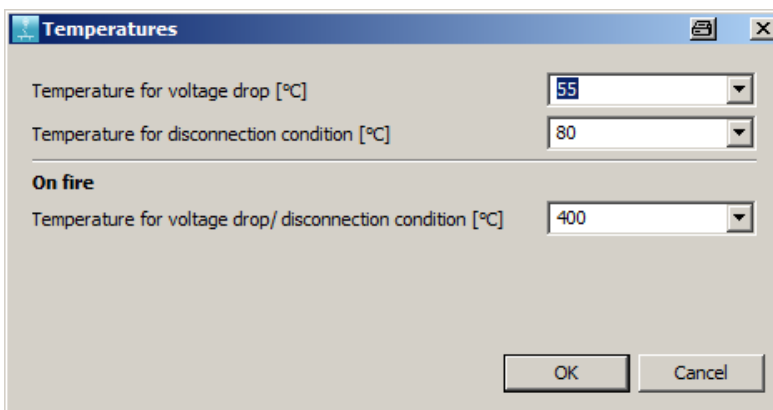 Temperatures
Temperature for voltage drop [°C] 55
Temperature for disconnection condition [°C] 80
On fire
Temperature for voltage drop/ disconnection condition [°C] 400
OK Cancel